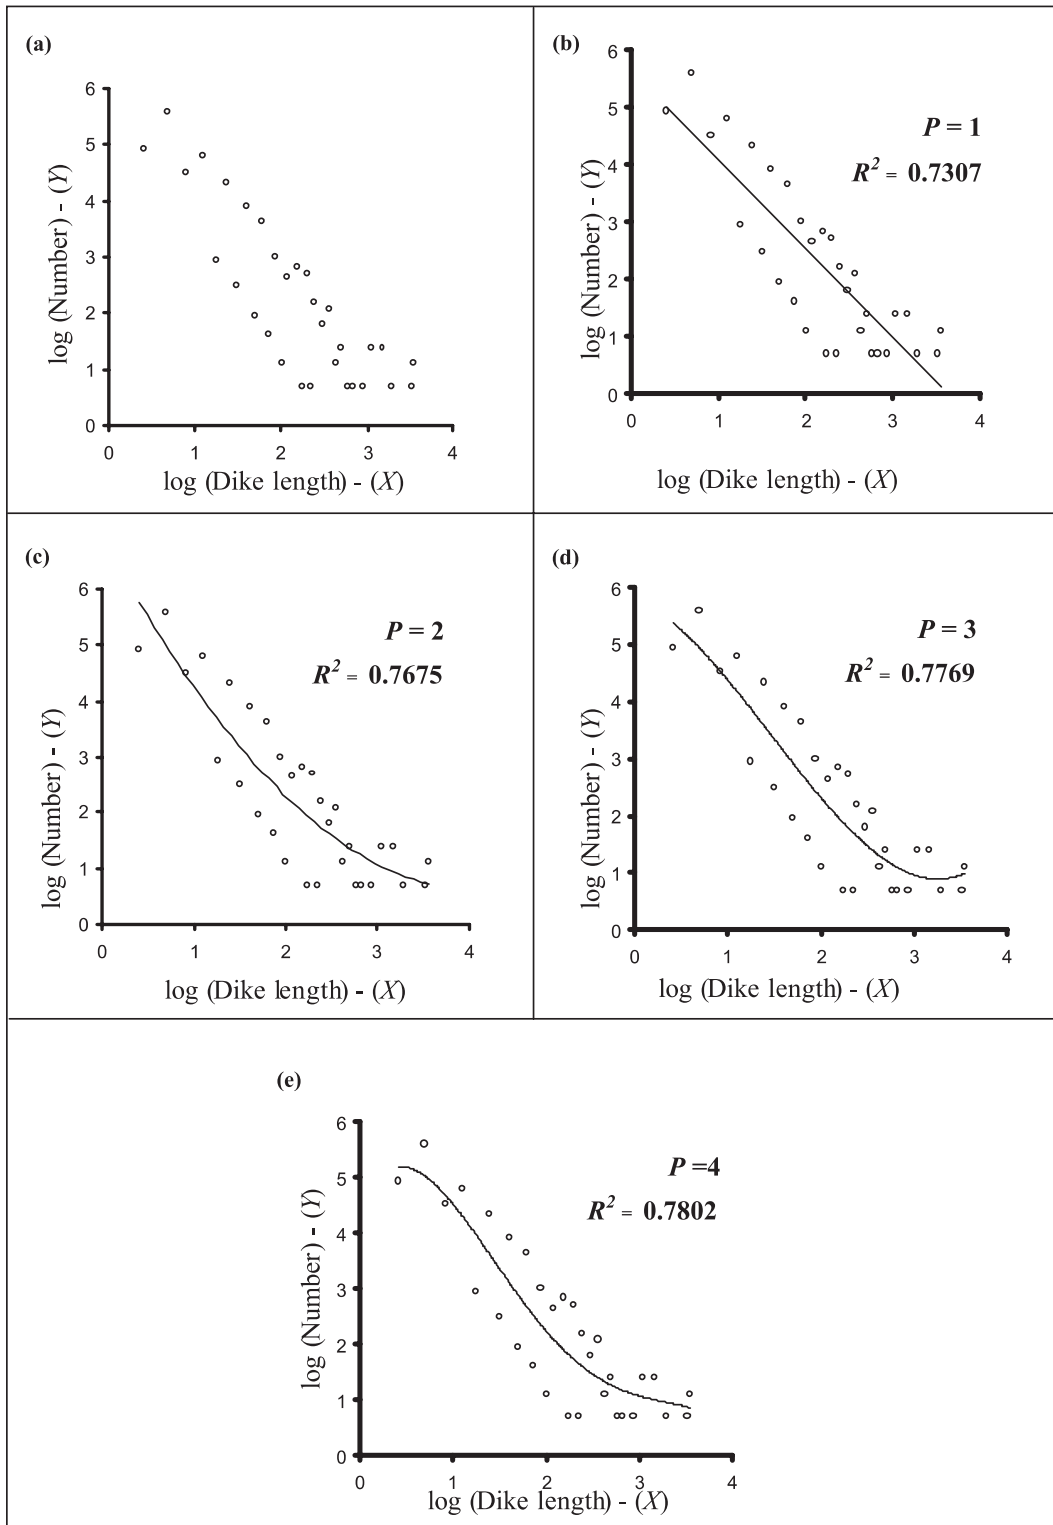 (a)
6
5
4
3
2
1
0
0 1 2 3 4
log (Number) - (Y)
log (Dike length) - (X)
(b)
6
5
4
3
2
1
0
0 1 2 3 4
log (Number) - (Y)
log (Dike length) - (X)
P = 1
R² = 0.7307
(c)
6
5
4
3
2
1
0
0 1 2 3 4
log (Number) - (Y)
log (Dike length) - (X)
P = 2
R² = 0.7675
(d)
6
5
4
3
2
1
0
0 1 2 3 4
log (Number) - (Y)
log (Dike length) - (X)
P = 3
R² = 0.7769
(e)
6
5
4
3
2
1
0
0 1 2 3 4
log (Number) - (Y)
log (Dike length) - (X)
P =4
R² = 0.7802